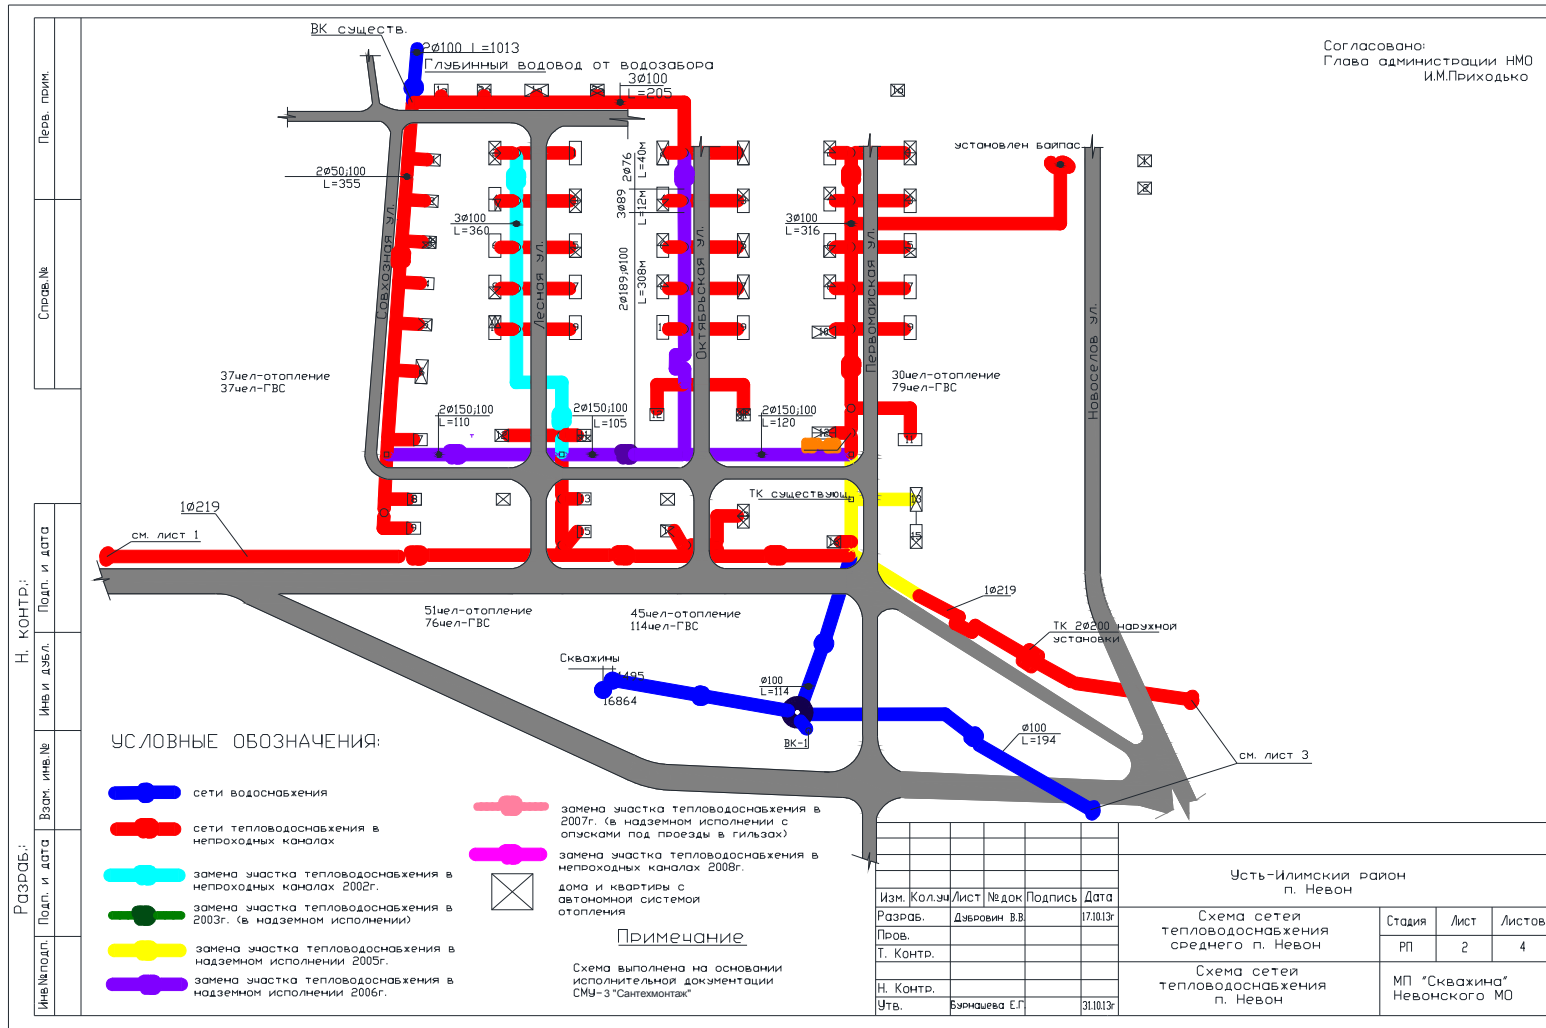 ВК существ.
2ø100 L=1013
Глубинный водовод от водозабора
3ø100
L=205
Согласовано:
Глава администрации НМО
И.М.Приходько
установлен байпас
2ø50;100
L=355
3ø100
L=360
2ø76
L=40м
3ø89
L=12м
2ø189;ø100
L=308м
3ø100
L=316
Совхозная ул.
Лесная ул.
Октябрьская ул.
Первомайская ул.
Новоселов ул.
37чел-отопление
37чел-ГВС
30чел-отопление
79чел-ГВС
2ø150;100
L=110
2ø150;100
L=105
2ø150;100
L=120
ТК существующ.
1ø219
см. лист 1
51чел-отопление
76чел-ГВС
45чел-отопление
114чел-ГВС
1ø219
ТК 2ø200 наружной
установки
Скважины
16864
ø100
L=114
ВК-1
ø100
L=194
см. лист 3
УСЛОВНЫЕ ОБОЗНАЧЕНИЯ:
сети водоснабжения
сети тепловодоснабжения в
непроходных каналах
замена участка тепловодоснабжения в
непроходных каналах 2002г.
замена участка тепловодоснабжения в
2003г. (в надземном исполнении)
замена участка тепловодоснабжения в
надземном исполнении 2005г.
замена участка тепловодоснабжения в
надземном исполнении 2006г.
замена участка тепловодоснабжения в
2007г. (в надземном исполнении с
опусками под проезды в гильзах)
замена участка тепловодоснабжения в
непроходных каналах 2008г.
дома и квартиры с
автономной системой
отопления
Примечание
Схема выполнена на основании
исполнительной документации
СМУ-3 "Сантехмонтаж"
Перв. прим.
Справ.№
Подп. и дата
Инв.и дубл.
Взам. инв.№
Подп. и дата
Инв№подл.
Н. контр.:
Разраб.:
Изм. Кол.уч Лист №док Подпись Дата
Разраб. Дубровин В.В. 17.10.13г
Пров.
Т. Контр.
Н. Контр.
Утв. Бурнашева Е.Г. 31.10.13г
Усть-Илимский район
п. Невон
Схема сетей
тепловодоснабжения
среднего п. Невон
Стадия Лист Листов
РП 2 4
Схема сетей
тепловодоснабжения
п. Невон
МП "Скважина"
Невонского МО